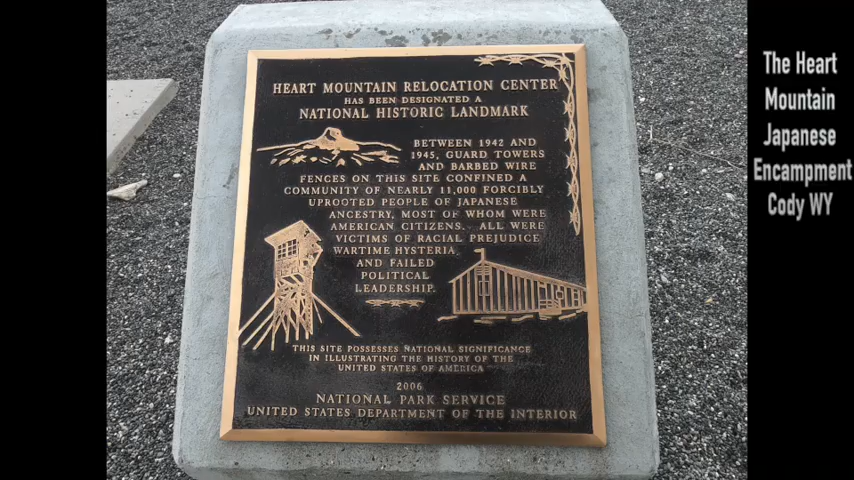 HEART MOUNTAIN RELOCATION CENTER
HAS BEEN DESIGNATED A
NATIONAL HISTORIC LANDMARK
BETWEEN 1942 AND
1945, GUARD TOWERS
AND BARBED WIRE
FENCES ON THIS SITE CONFINED A
COMMUNITY OF NEARLY 11,000 FORCIBLY
UPROOTED PEOPLE OF JAPANESE
ANCESTRY, MOST OF WHOM WERE
AMERICAN CITIZENS. ALL WERE
VICTIMS OF RACIAL PREJUDICE
WARTIME HYSTERIA
AND FAILED
POLITICAL
LEADERSHIP.
THIS SITE POSSESSES NATIONAL SIGNIFICANCE
IN ILLUSTRATING THE HISTORY OF THE
UNITED STATES OF AMERICA
2006
NATIONAL PARK SERVICE
UNITED STATES DEPARTMENT OF THE INTERIOR
The Heart
Mountain
Japanese
Encampment
Cody WY